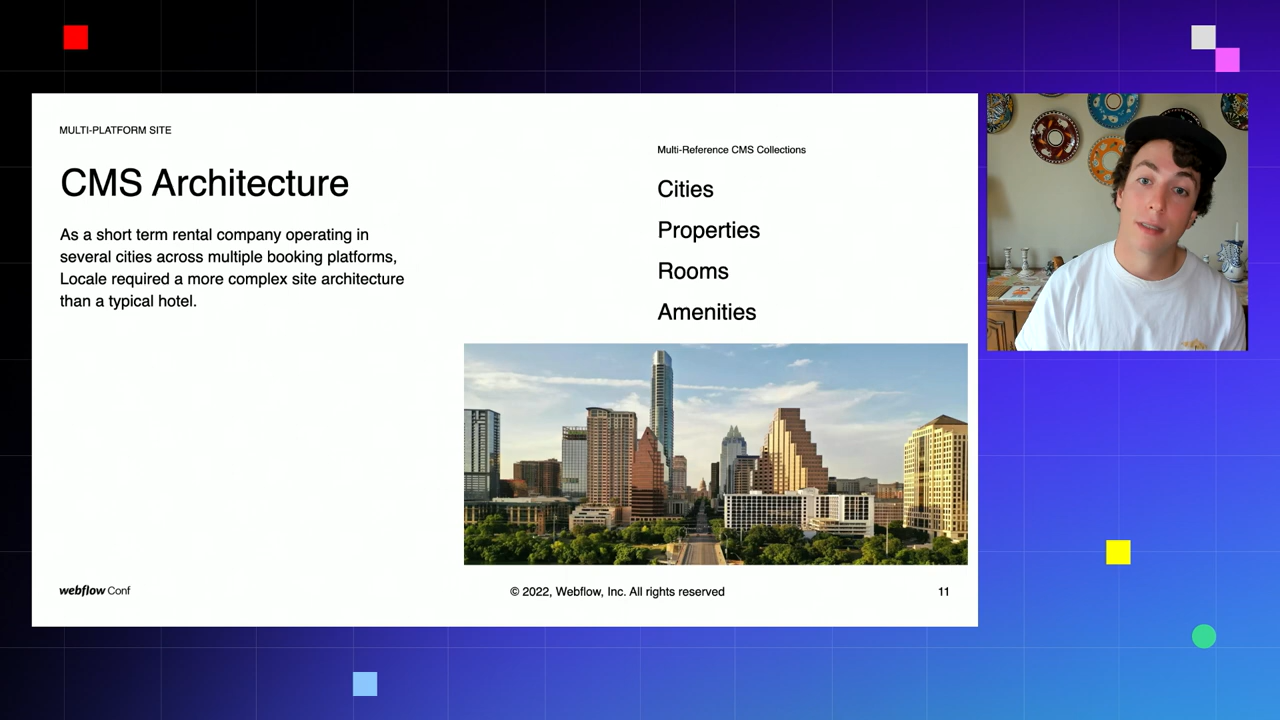 MULTI-PLATFORM SITE
CMS Architecture
As a short term rental company operating in
several cities across multiple booking platforms,
Locale required a more complex site architecture
than a typical hotel.
Multi-Reference CMS Collections
Cities
Properties
Rooms
Amenities
webflow Conf
© 2022, Webflow, Inc. All rights reserved
11